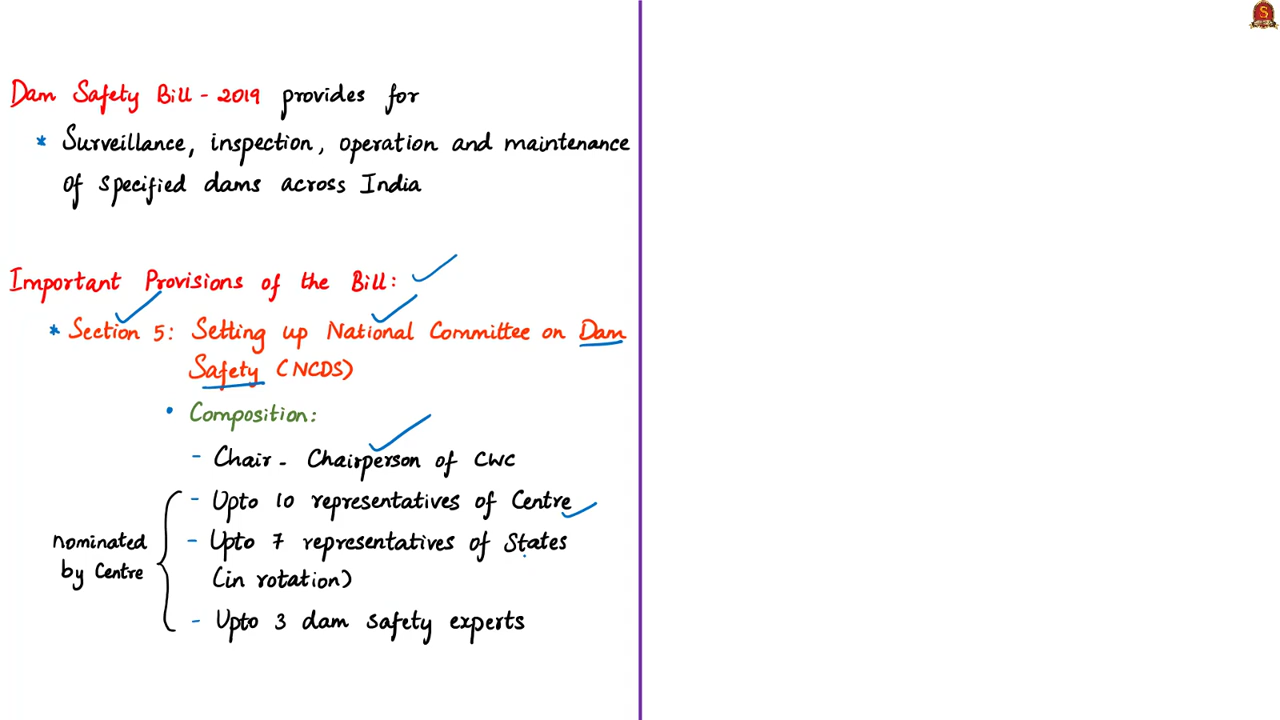 Dam Safety Bill - 2019 provides for
* Surveillance, inspection, operation and maintenance
of specified dams across India
Important Provisions of the Bill:
* Section 5: Setting up National Committee on Dam
Safety (NCDS)
• Composition:
- Chair - Chairperson of CWC
- Upto 10 representatives of Centre
- Upto 7 representatives of States
(in rotation)
- Upto 3 dam safety experts
nominated
by Centre